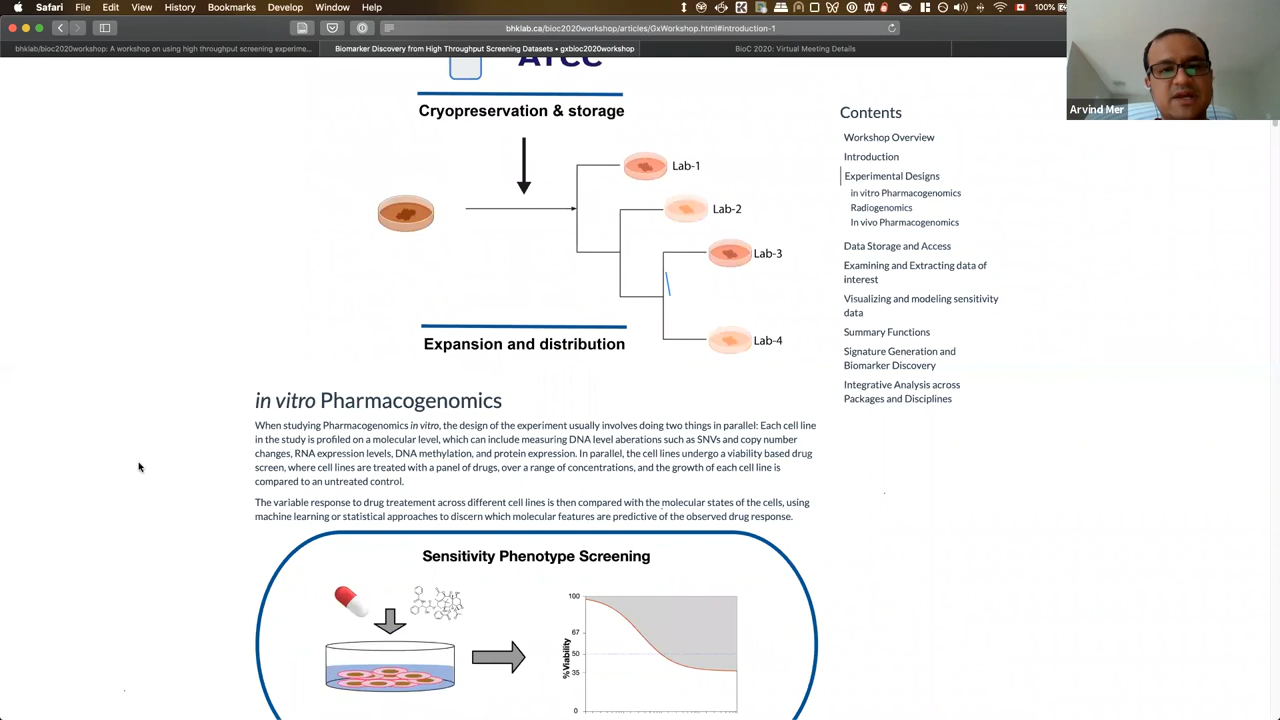 Safari File Edit View History Bookmarks Develop Window Help
bhklab.ca/bioc2020workshop/articles/GxWorkshop.html#introduction-1
bhklab/bioc2020workshop: A workshop on using high throughput screening experime...
Biomarker Discovery from High Throughput Screening Datasets • gxbioc2020workshop
BioC 2020: Virtual Meeting Details
Arvind Mer
ATCC
Cryopreservation & storage
Lab-1
Lab-2
Lab-3
Lab-4
Expansion and distribution
Contents
Workshop Overview
Introduction
Experimental Designs
in vitro Pharmacogenomics
Radiogenomics
In vivo Pharmacogenomics
Data Storage and Access
Examining and Extracting data of
interest
Visualizing and modeling sensitivity
data
Summary Functions
Signature Generation and
Biomarker Discovery
Integrative Analysis across
Packages and Disciplines
in vitro Pharmacogenomics
When studying Pharmacogenomics in vitro, the design of the experiment usually involves doing two things in parallel: Each cell line
in the study is profiled on a molecular level, which can include measuring DNA level aberations such as SNVs and copy number
changes, RNA expression levels, DNA methylation, and protein expression. In parallel, the cell lines undergo a viability based drug
screen, where cell lines are treated with a panel of drugs, over a range of concentrations, and the growth of each cell line is
compared to an untreated control.
The variable response to drug treatement across different cell lines is then compared with the molecular states of the cells, using
machine learning or statistical approaches to discern which molecular features are predictive of the observed drug response.
Sensitivity Phenotype Screening
%Viability
100
67
50
35
0